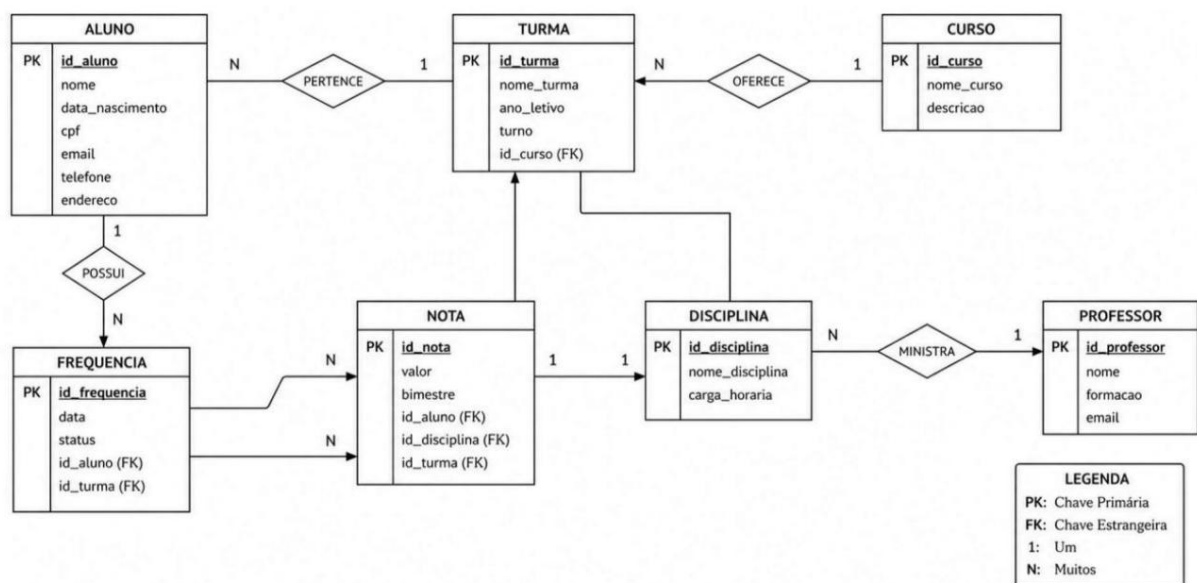 ALUNO
PK id_aluno
nome
data_nascimento
cpf
email
telefone
endereco
N
PERTENCE
1
TURMA
PK id_turma
nome_turma
ano_letivo
turno
id_curso (FK)
N
OFERECE
1
CURSO
PK id_curso
nome_curso
descricao
1
POSSUI
N
FREQUENCIA
PK id_frequencia
data
status
id_aluno (FK)
id_turma (FK)
N
N
NOTA
PK id_nota
valor
bimestre
id_aluno (FK)
id_disciplina (FK)
id_turma (FK)
1
1
DISCIPLINA
PK id_disciplina
nome_disciplina
carga_horaria
N
MINISTRA
1
PROFESSOR
PK id_professor
nome
formacao
email
LEGENDA
PK: Chave Primária
FK: Chave Estrangeira
1: Um
N: Muitos